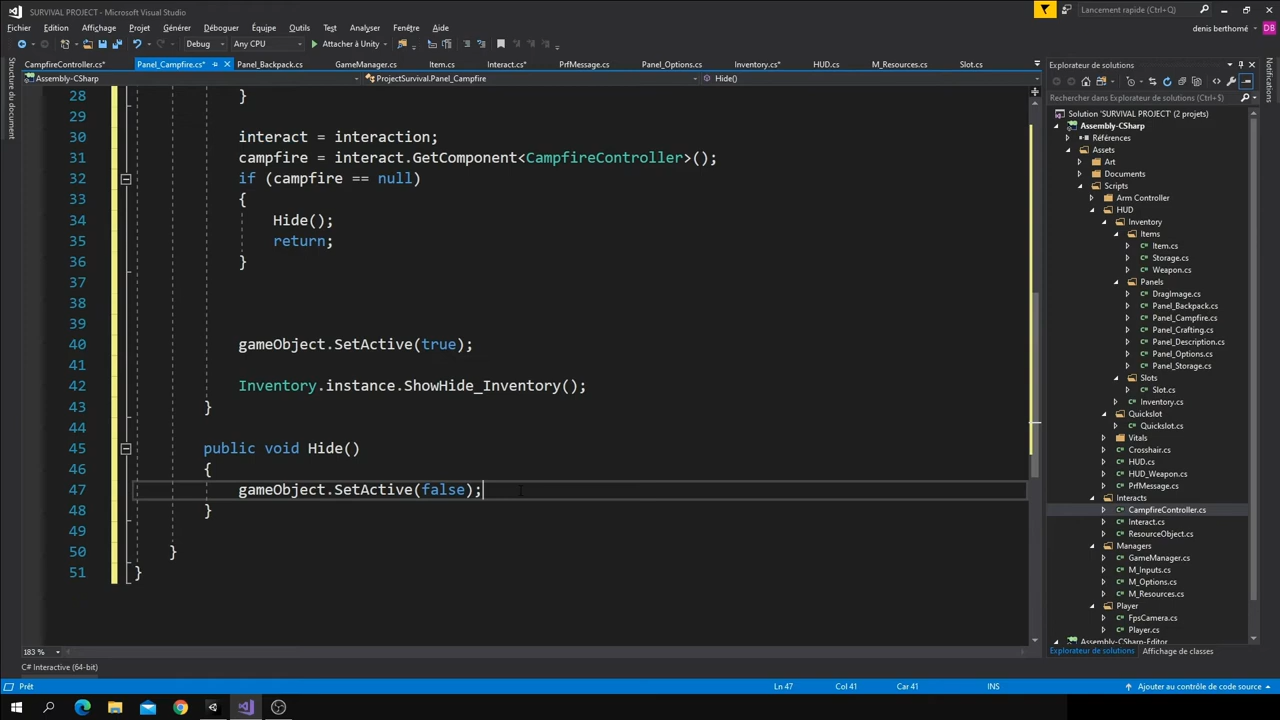 SURVIVAL PROJECT - Microsoft Visual Studio
Lancement rapide (Ctrl+Q)
Fichier Edition Affichage Projet Générer Déboguer Équipe Outils Test Analyser Fenêtre Aide
denis berthomé DB
Debug Any CPU Attacher à Unity
CampfireController.cs* Panel_Campfire.cs* Panel_Backpack.cs GameManager.cs Item.cs Interact.cs* PrfMessage.cs Panel_Options.cs Inventory.cs* HUD.cs M_Resources.cs Slot.cs
Assembly-CSharp ProjectSurvival.Panel_Campfire Hide()
Structure du document
28 }
29
30 interact = interaction;
31 campfire = interact.GetComponent<CampfireController>();
32 if (campfire == null)
33 {
34 Hide();
35 return;
36 }
37
38
39
40 gameObject.SetActive(true);
41
42 Inventory.instance.ShowHide_Inventory();
43 }
44
45 public void Hide()
46 {
47 gameObject.SetActive(false);
48 }
49
50 }
51 }
183 %
C# Interactive (64-bit)
Explorateur de solutions
Rechercher dans Explorateur de solutions (Ctrl+$)
Solution 'SURVIVAL PROJECT' (2 projets)
Assembly-CSharp
Références
Assets
Art
Documents
Scripts
Arm Controller
HUD
Inventory
Items
Item.cs
Storage.cs
Weapon.cs
Panels
DragImage.cs
Panel_Backpack.cs
Panel_Campfire.cs
Panel_Crafting.cs
Panel_Description.cs
Panel_Options.cs
Panel_Storage.cs
Slots
Slot.cs
Inventory.cs
Quickslot
Quickslot.cs
Vitals
Crosshair.cs
HUD.cs
HUD_Weapon.cs
PrfMessage.cs
Interacts
CampfireController.cs
Interact.cs
ResourceObject.cs
Managers
GameManager.cs
M_Inputs.cs
M_Options.cs
M_Resources.cs
Player
FpsCamera.cs
Player.cs
Assembly-CSharp-Editor
Explorateur de solutions Affichage de classes
Notifications
Prêt Ln 47 Col 41 Car 41 INS Ajouter au contrôle de code source